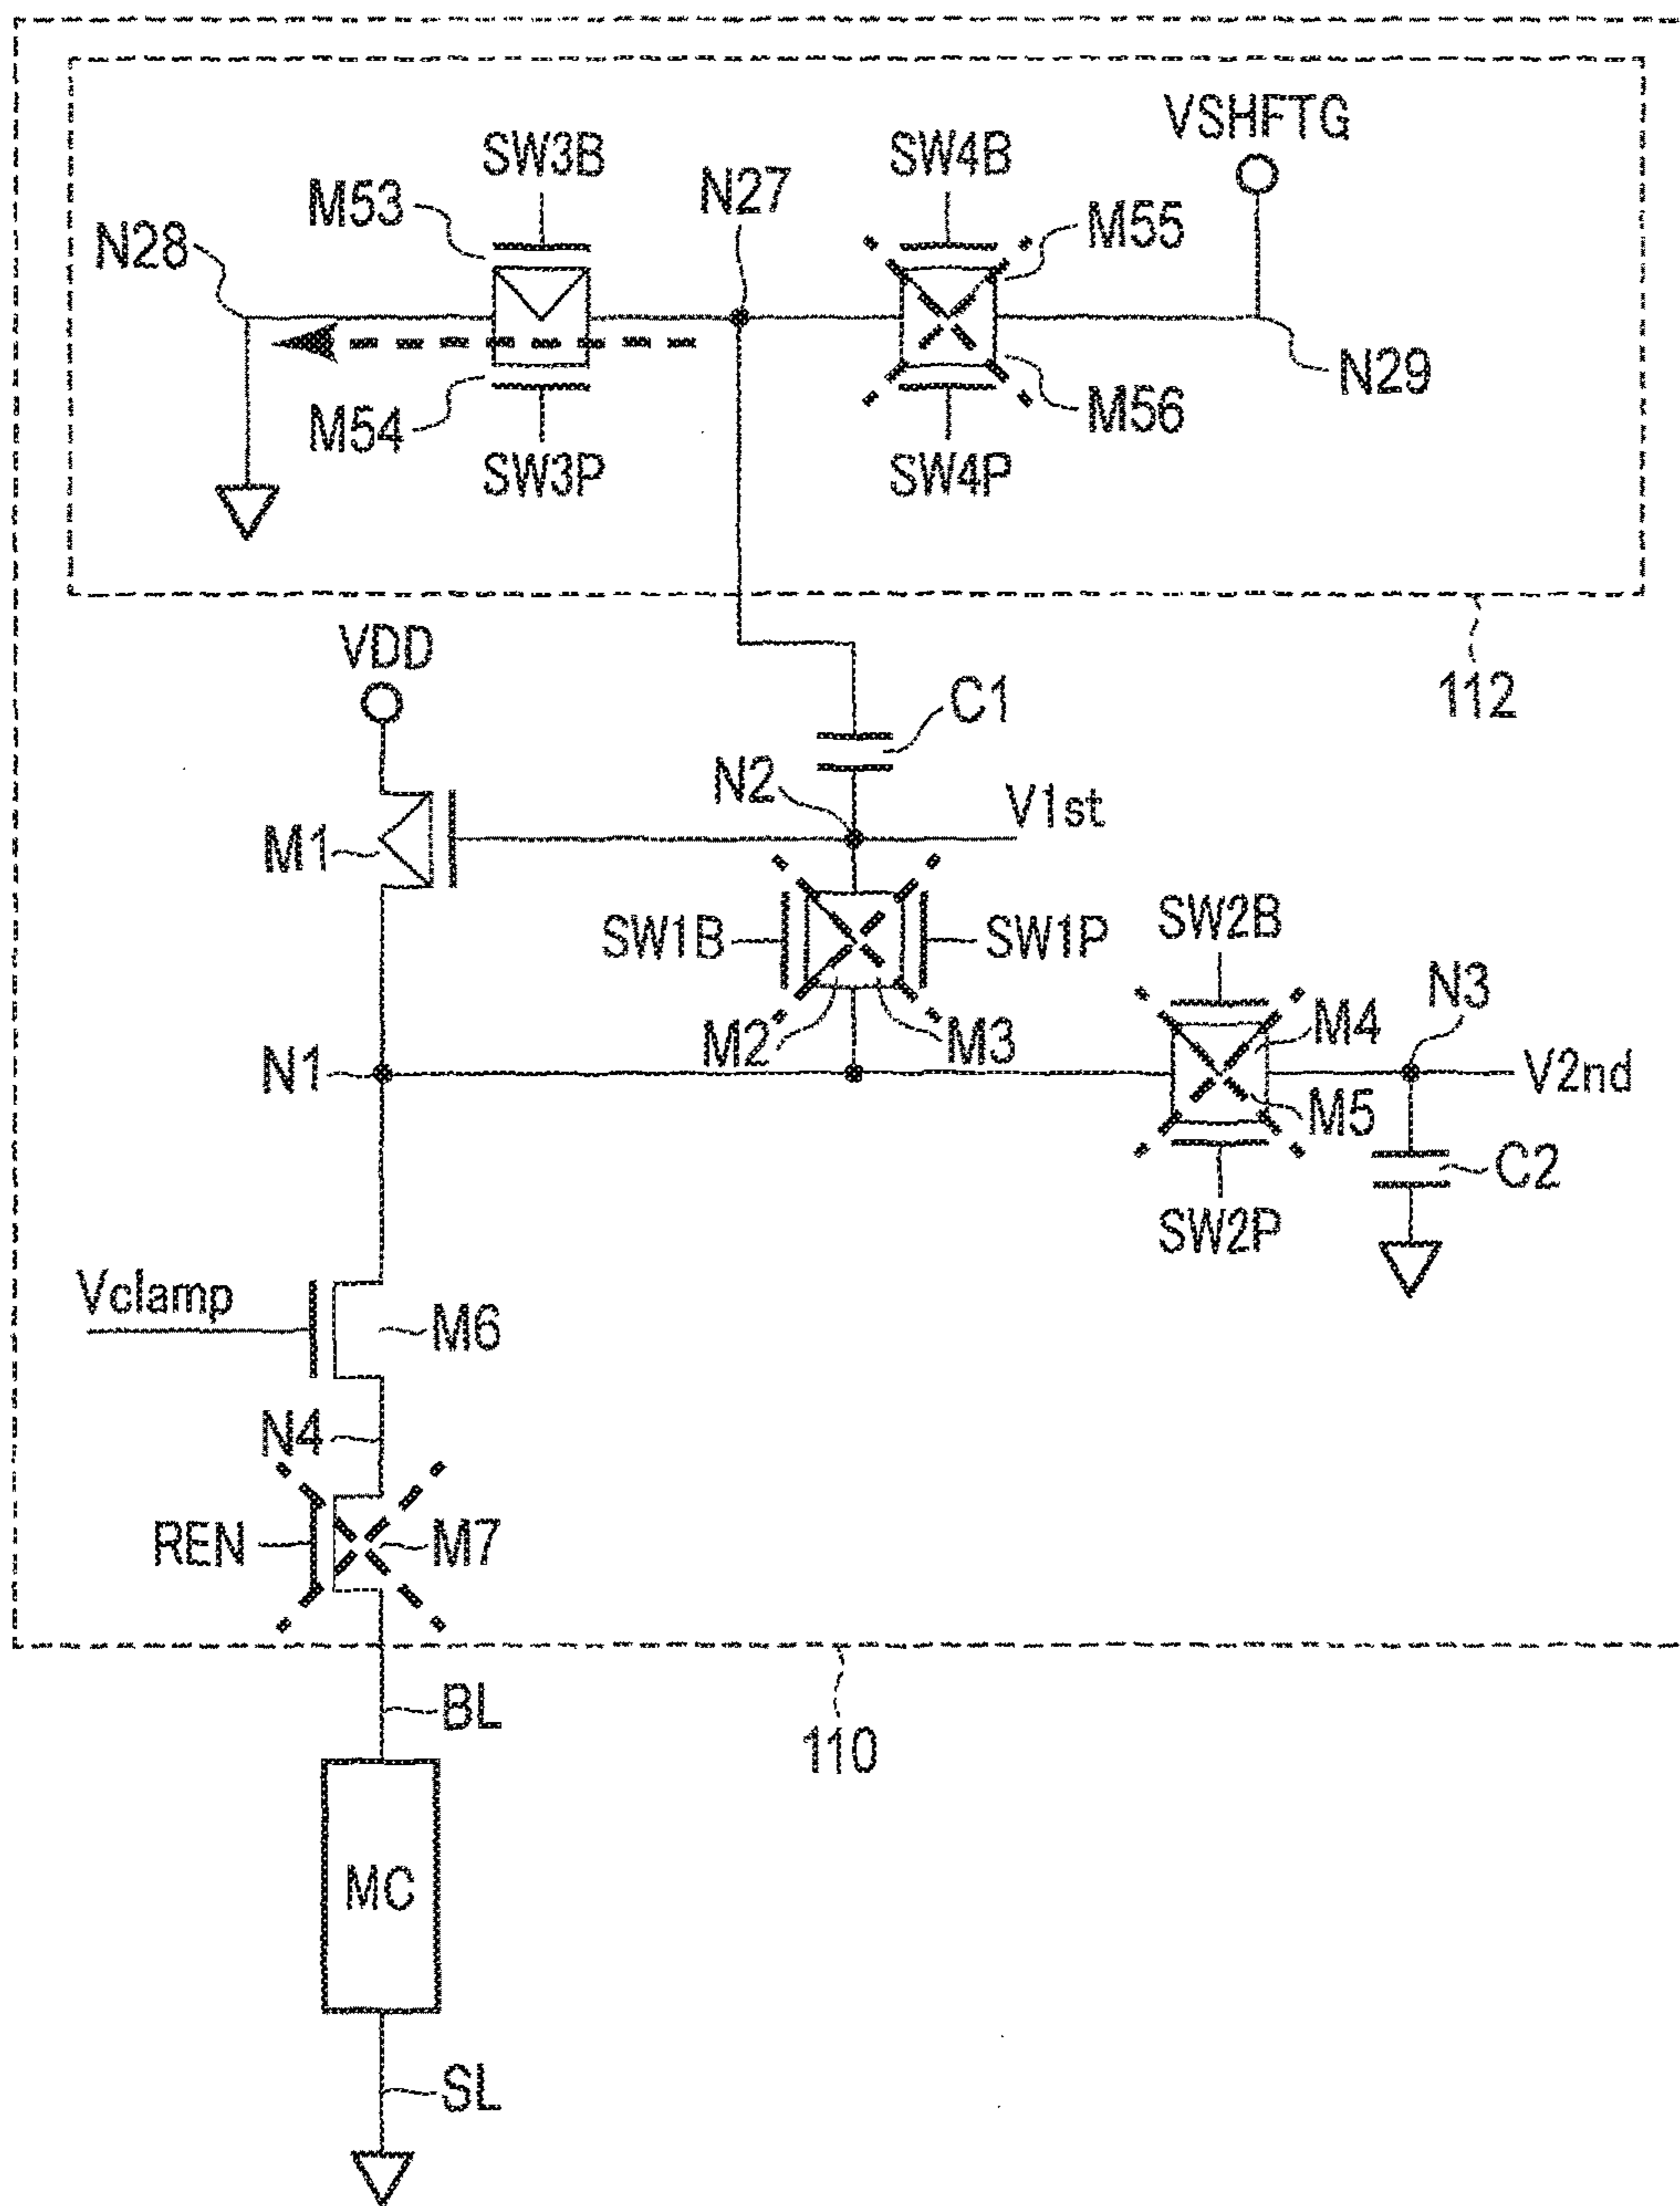 VSHFTG
SW3B
SW4B
M53
N27
M55
N28
N29
M54
M56
SW3P
SW4P
VDD
112
C1
N2
V1st
M1
SW1B
SW1P
SW2B
N3
M2
M3
M4
N1
V2nd
M5
C2
SW2P
Vclamp
M6
N4
REN
M7
BL
110
MC
SL